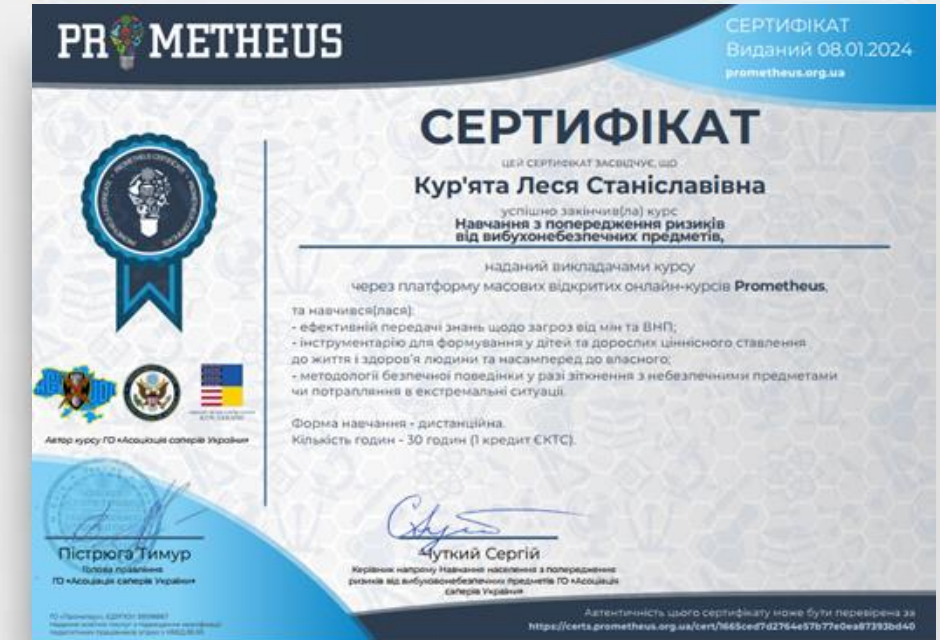 PROMETHEUS
СЕРТИФІКАТ
Виданий 08.01.2024
prometheus.org.ua
СЕРТИФІКАТ
ЦЕЙ СЕРТИФІКАТ ЗАСВІДЧУЄ, ЩО
Кур'ята Леся Станіславівна
успішно закінчив(ла) курс
Навчання з попередження ризиків
від вибухонебезпечних предметів,
наданий викладачами курсу
через платформу масових відкритих онлайн-курсів Prometheus,
та навчився(лася):
- ефективній передачі знань щодо загроз від мін та ВНП;
- інструментарію для формування у дітей та дорослих ціннісного ставлення
до життя і здоров'я людини та насамперед до власного;
- методології безпечної поведінки у разі зіткнення з небезпечними предметами
чи потрапляння в екстремальні ситуації.
Форма навчання - дистанційна.
Кількість годин - 30 годин (1 кредит ЄКТС).
Автор курсу ГО «Асоціація саперів України»
Пістрюга Тимур
Голова правління
ГО «Асоціація саперів України»
Чуткий Сергій
Керівник напряму Навчання населення з попередження
ризиків від вибухонебезпечних предметів ГО «Асоціація
саперів України»
Автентичність цього сертифікату може бути перевірена за
https://certs.prometheus.org.ua/cert/1665ced7d2764e57b77e0ea87393bd40